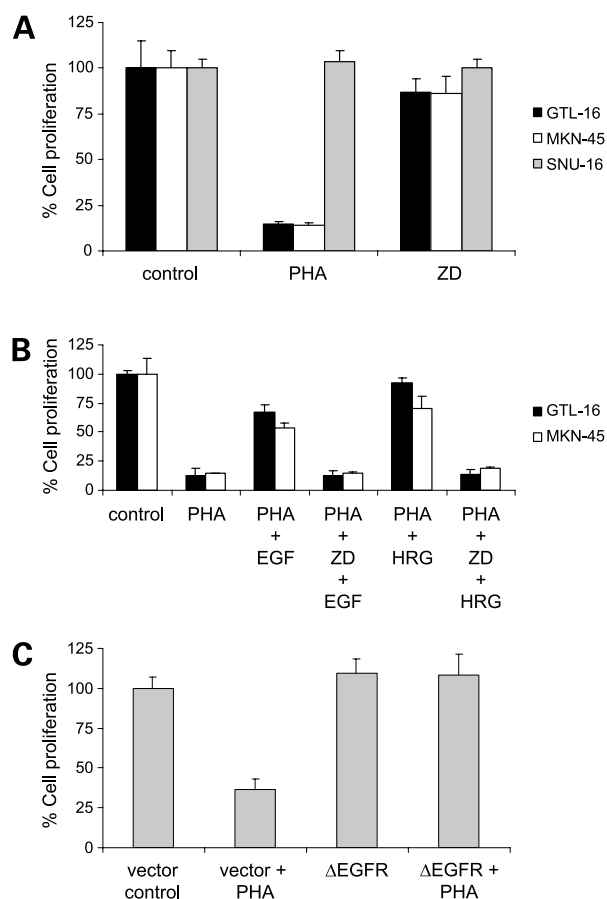 A
% Cell proliferation
125
100
75
50
25
0
control PHA ZD
GTL-16
MKN-45
SNU-16
B
% Cell proliferation
125
100
75
50
25
0
control PHA PHA PHA PHA PHA
+ + + +
EGF ZD HRG ZD
+ +
EGF HRG
GTL-16
MKN-45
C
% Cell proliferation
125
100
75
50
25
0
vector vector + ΔEGFR ΔEGFR +
control PHA PHA